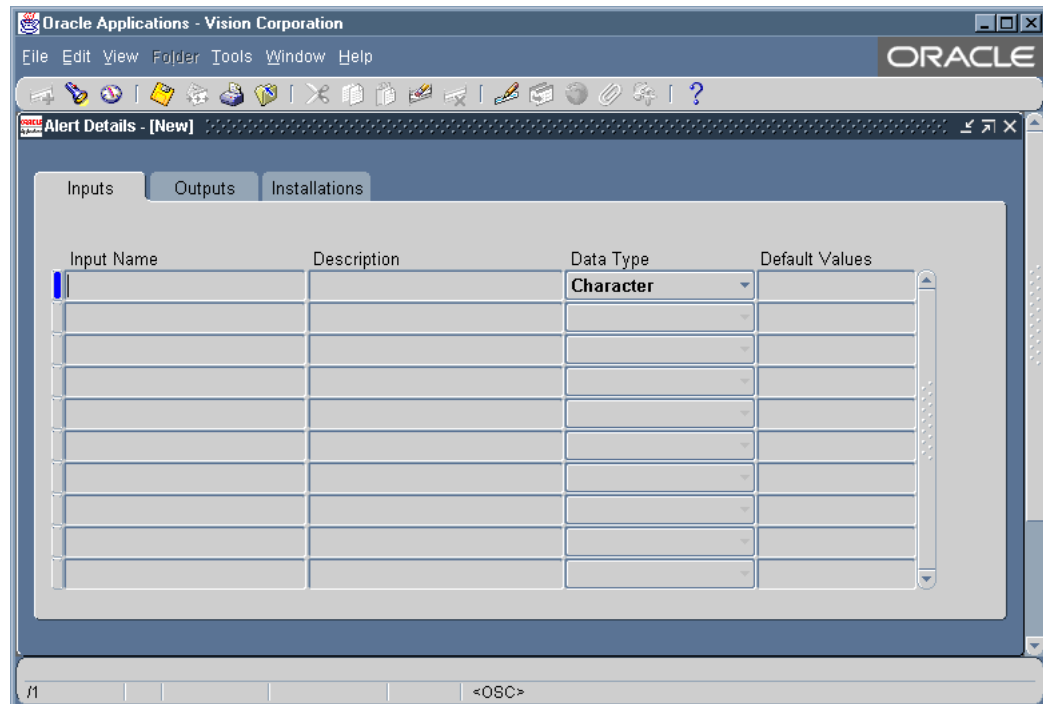 Oracle Applications - Vision Corporation
File Edit View Folder Tools Window Help
ORACLE
?
Alert Details - [New]
Inputs Outputs Installations
Input Name Description Data Type Default Values
Character
/1 <OSC>